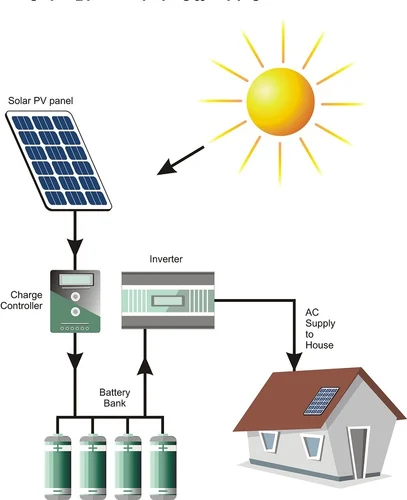 Solar PV panel
Inverter
Charge
Controller
AC
Supply
to
House
Battery
Bank